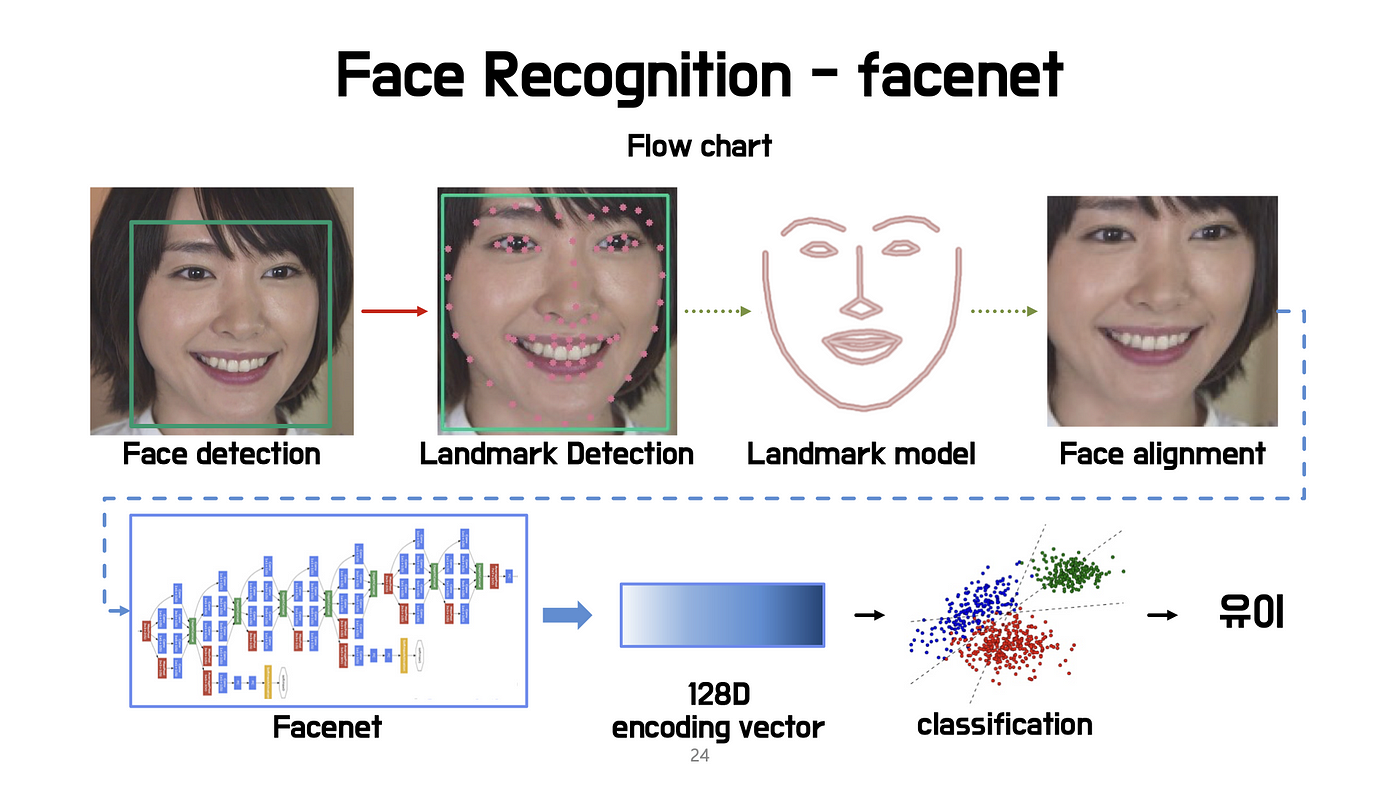 Face Recognition - facenet
Flow chart
Face detection
Landmark Detection
Landmark model
Face alignment
Facenet
128D
encoding vector
classification
유이
24